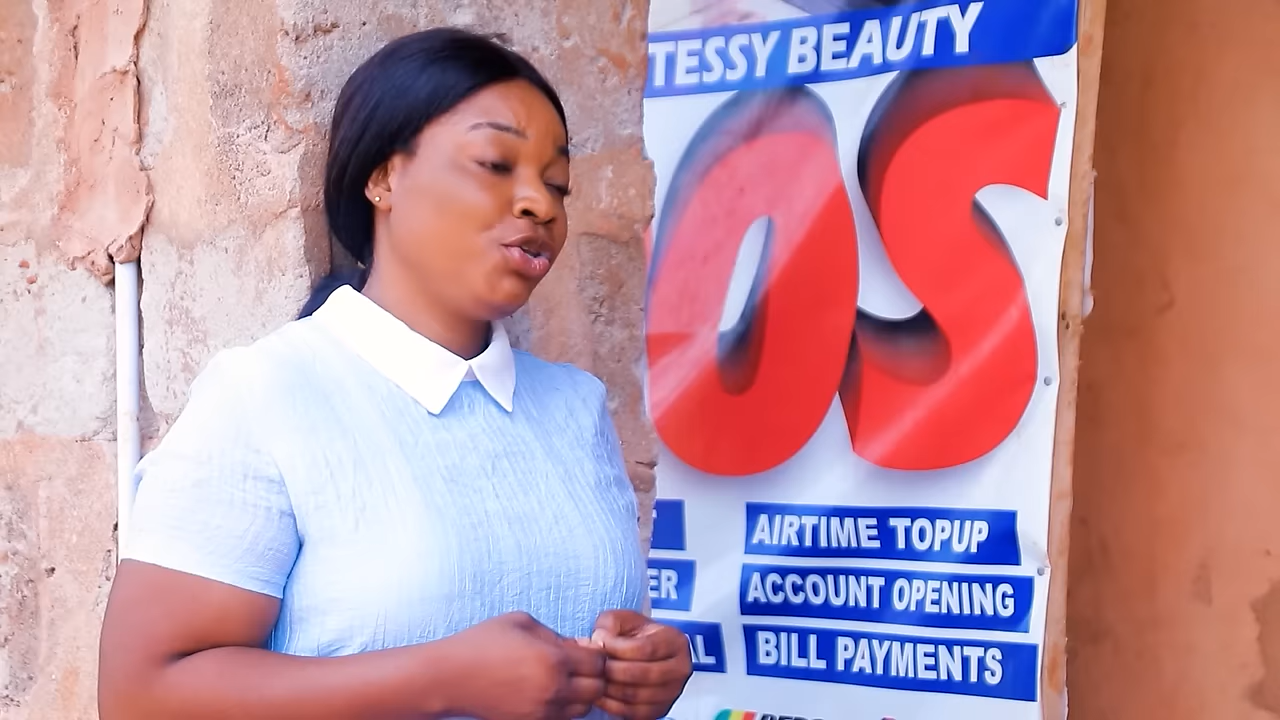 TESSY BEAUTY
OS
AIRTIME TOPUP
ER ACCOUNT OPENING
AL BILL PAYMENTS